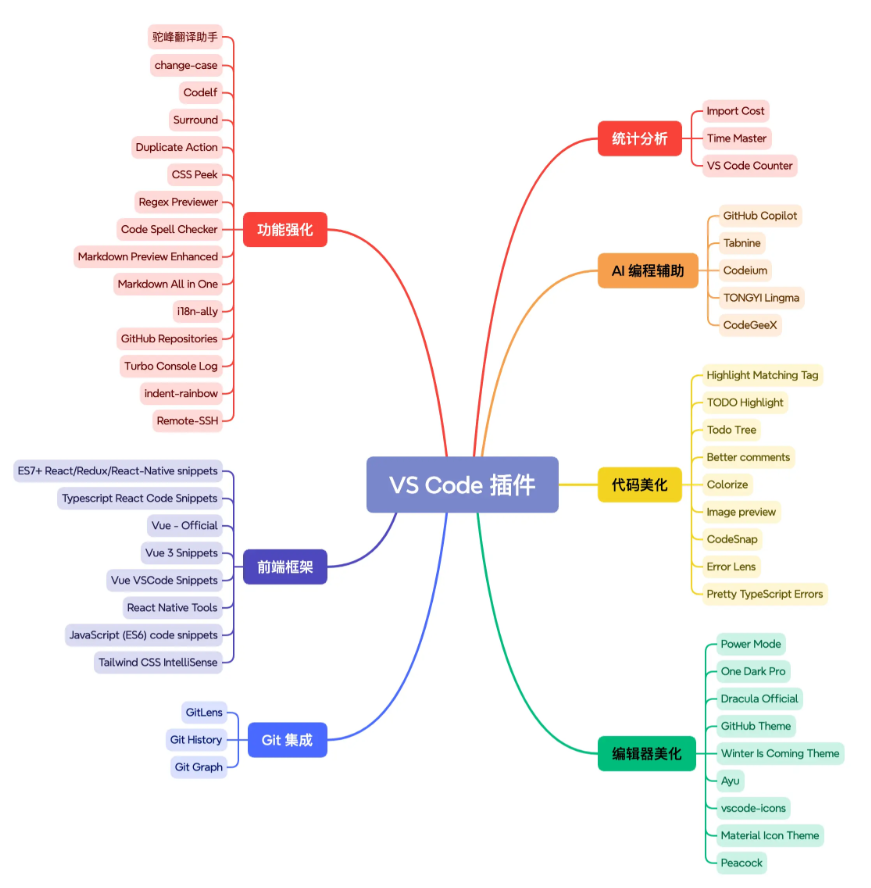 VS Code 插件
功能强化
驼峰翻译助手
change-case
Codelf
Surround
Duplicate Action
CSS Peek
Regex Previewer
Code Spell Checker
Markdown Preview Enhanced
Markdown All in One
i18n-ally
GitHub Repositories
Turbo Console Log
indent-rainbow
Remote-SSH
前端框架
ES7+ React/Redux/React-Native snippets
Typescript React Code Snippets
Vue - Official
Vue 3 Snippets
Vue VSCode Snippets
React Native Tools
JavaScript (ES6) code snippets
Tailwind CSS IntelliSense
Git 集成
GitLens
Git History
Git Graph
统计分析
Import Cost
Time Master
VS Code Counter
AI 编程辅助
GitHub Copilot
Tabnine
Codeium
TONGYI Lingma
CodeGeeX
代码美化
Highlight Matching Tag
TODO Highlight
Todo Tree
Better comments
Colorize
Image preview
CodeSnap
Error Lens
Pretty TypeScript Errors
编辑器美化
Power Mode
One Dark Pro
Dracula Official
GitHub Theme
Winter Is Coming Theme
Ayu
vscode-icons
Material Icon Theme
Peacock